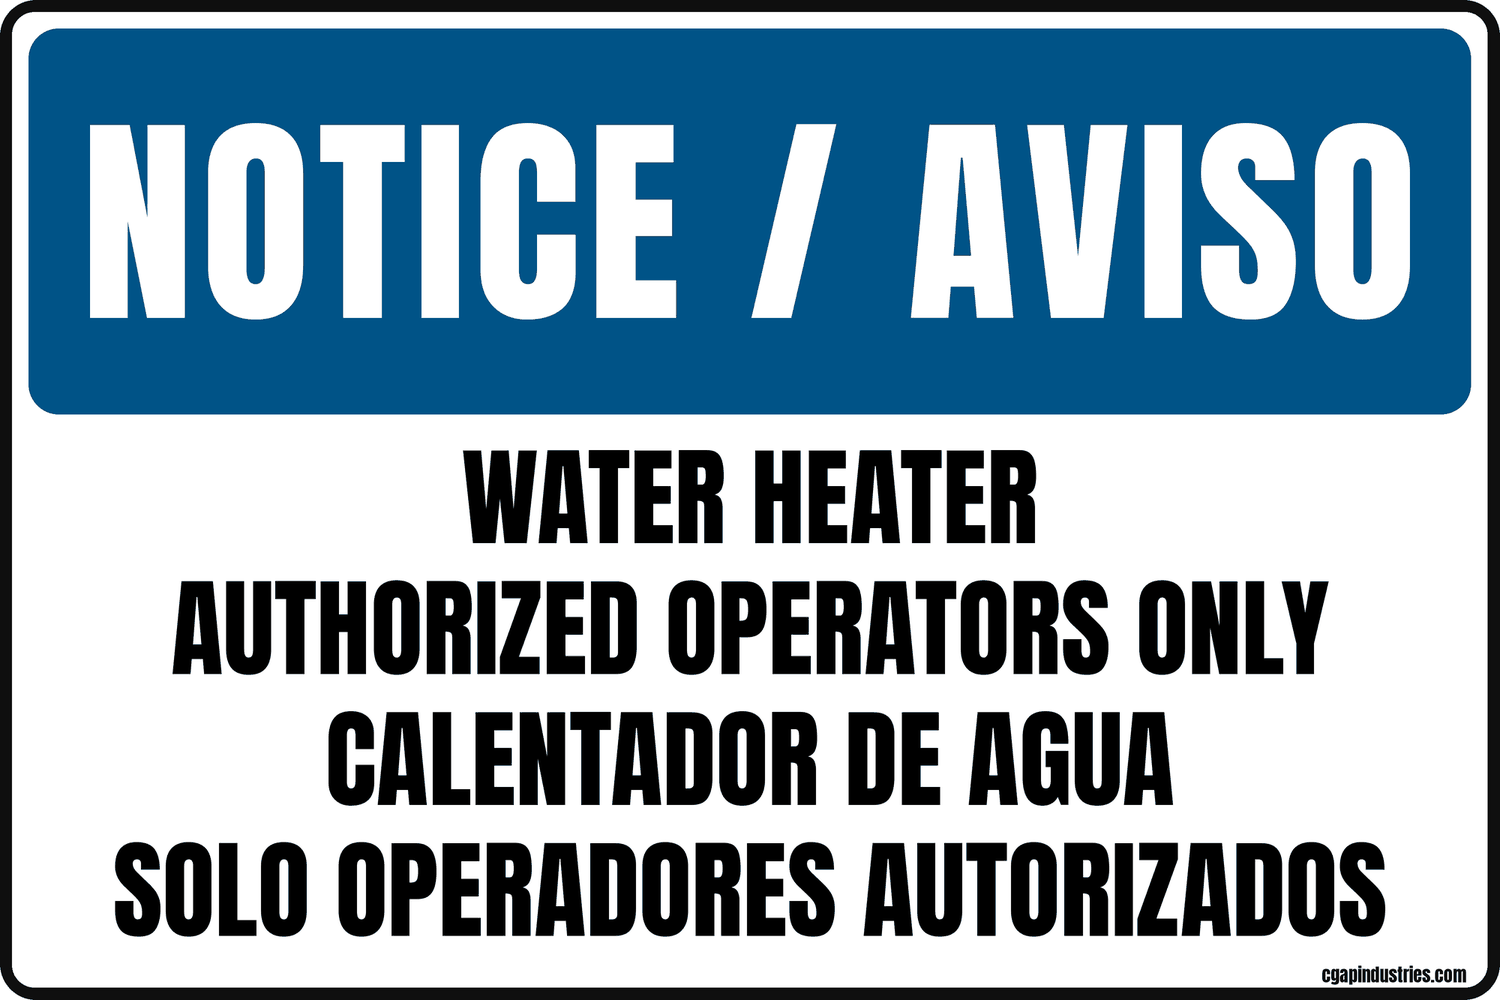 NOTICE / AVISO
WATER HEATER
AUTHORIZED OPERATORS ONLY
CALENTADOR DE AGUA
SOLO OPERADORES AUTORIZADOS
cgapindustries.com